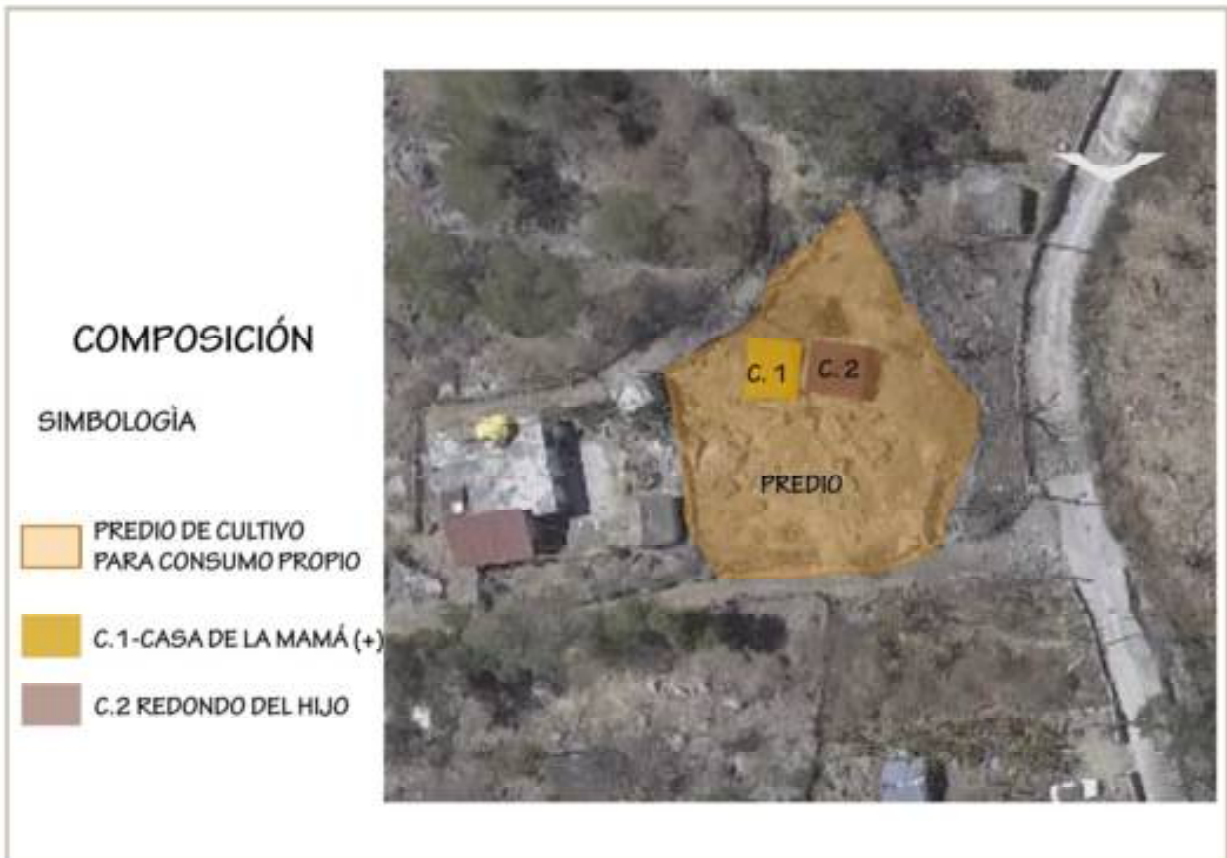 COMPOSICIÓN
SIMBOLOGÌA
PREDIO DE CULTIVO
PARA CONSUMO PROPIO
C.1-CASA DE LA MAMÁ (+)
C.2 REDONDO DEL HIJO
C. 1
C. 2
PREDIO